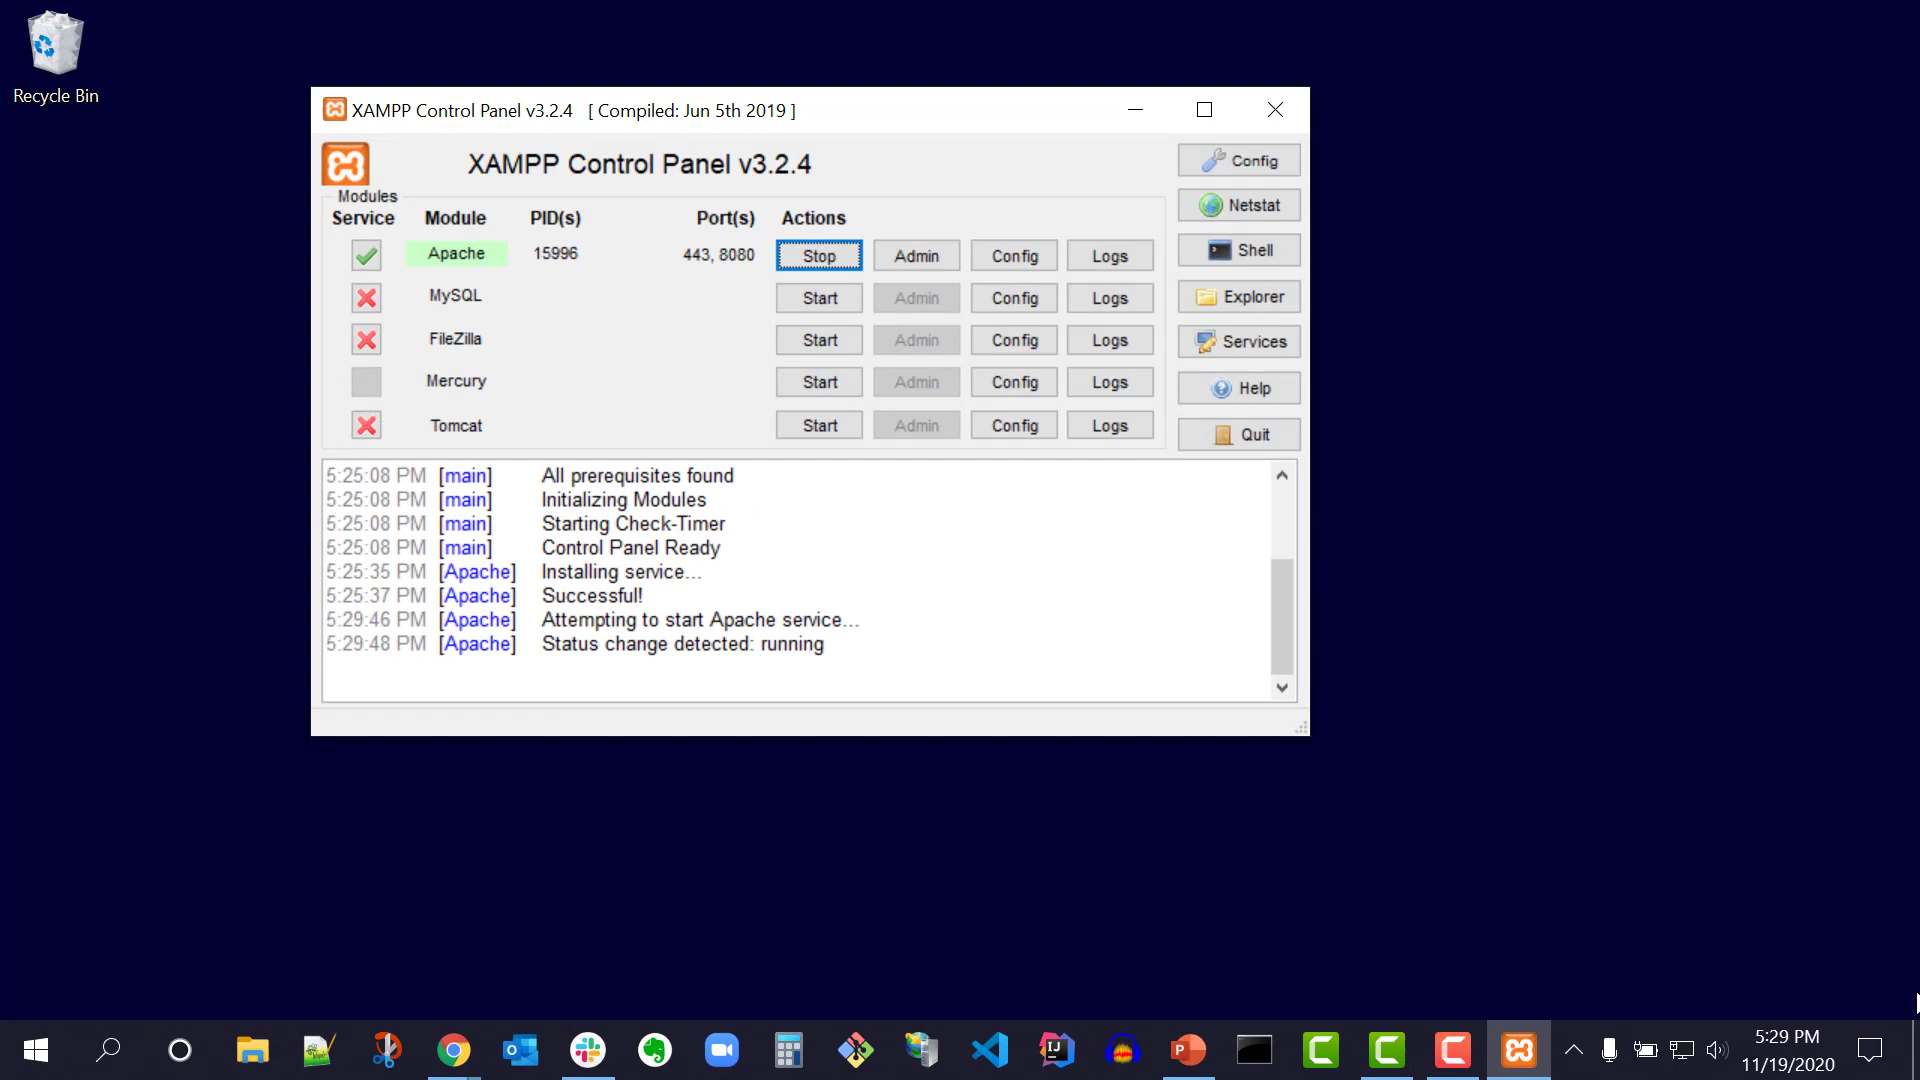 Recycle Bin
XAMPP Control Panel v3.2.4 [ Compiled: Jun 5th 2019 ]
XAMPP Control Panel v3.2.4
Config
Modules
Service Module PID(s) Port(s) Actions
Netstat
Apache 15996 443, 8080 Stop Admin Config Logs
Shell
MySQL Start Admin Config Logs
Explorer
FileZilla Start Admin Config Logs
Services
Mercury Start Admin Config Logs
Help
Tomcat Start Admin Config Logs
Quit
5:25:08 PM [main] All prerequisites found
5:25:08 PM [main] Initializing Modules
5:25:08 PM [main] Starting Check-Timer
5:25:08 PM [main] Control Panel Ready
5:25:35 PM [Apache] Installing service...
5:25:37 PM [Apache] Successful!
5:29:46 PM [Apache] Attempting to start Apache service...
5:29:48 PM [Apache] Status change detected: running
5:29 PM
11/19/2020